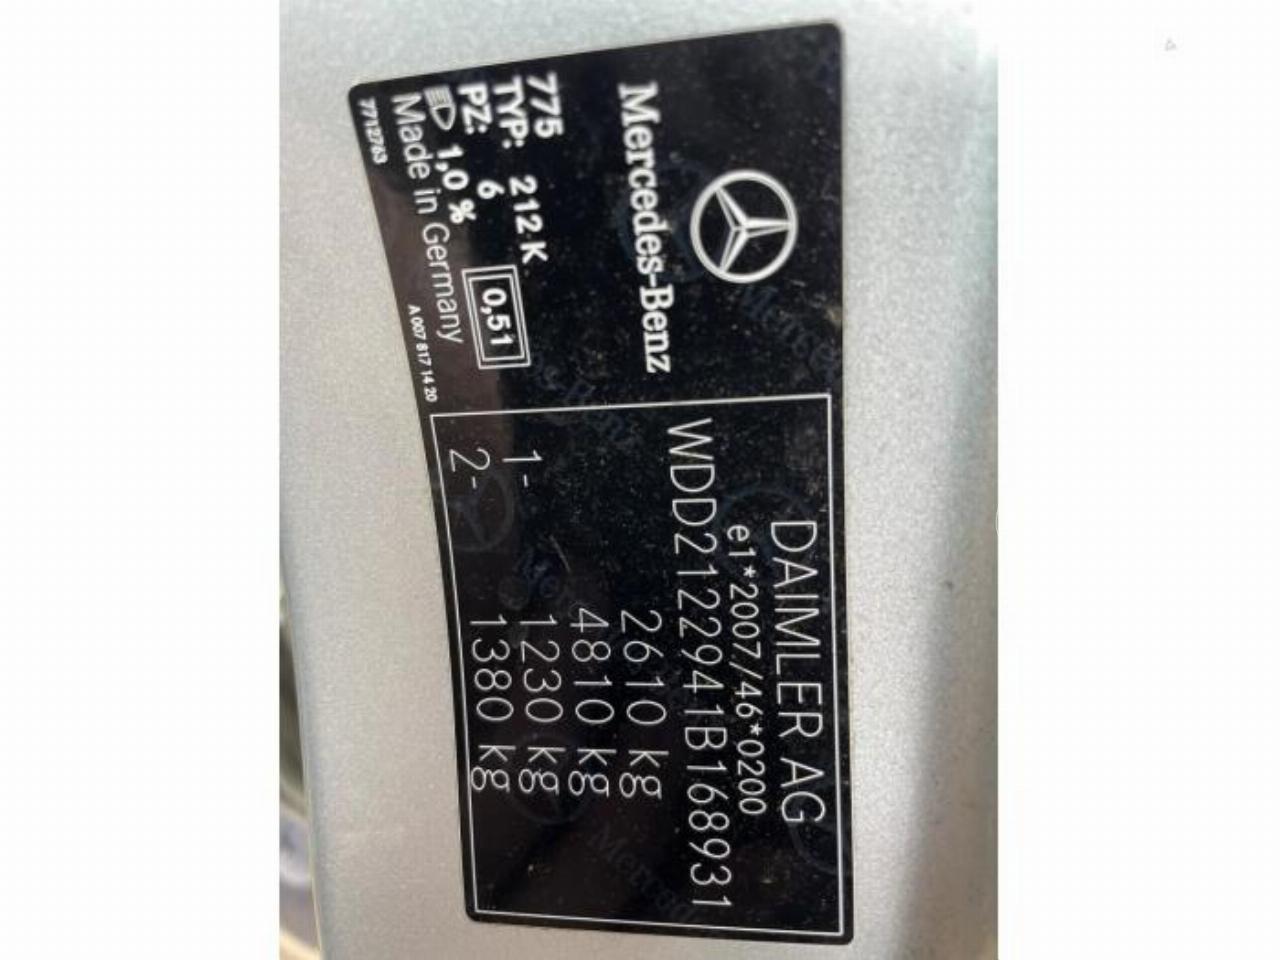 Mercedes-Benz
775
TYP: 212 K
PZ: 6
0,51
1,0 %
Made in Germany
7712763
A 007 817 14 20
DAIMLER AG
e1*2007/46*0200
WDD2122941B168931
2610 kg
4810 kg
1- 1230 kg
2- 1380 kg